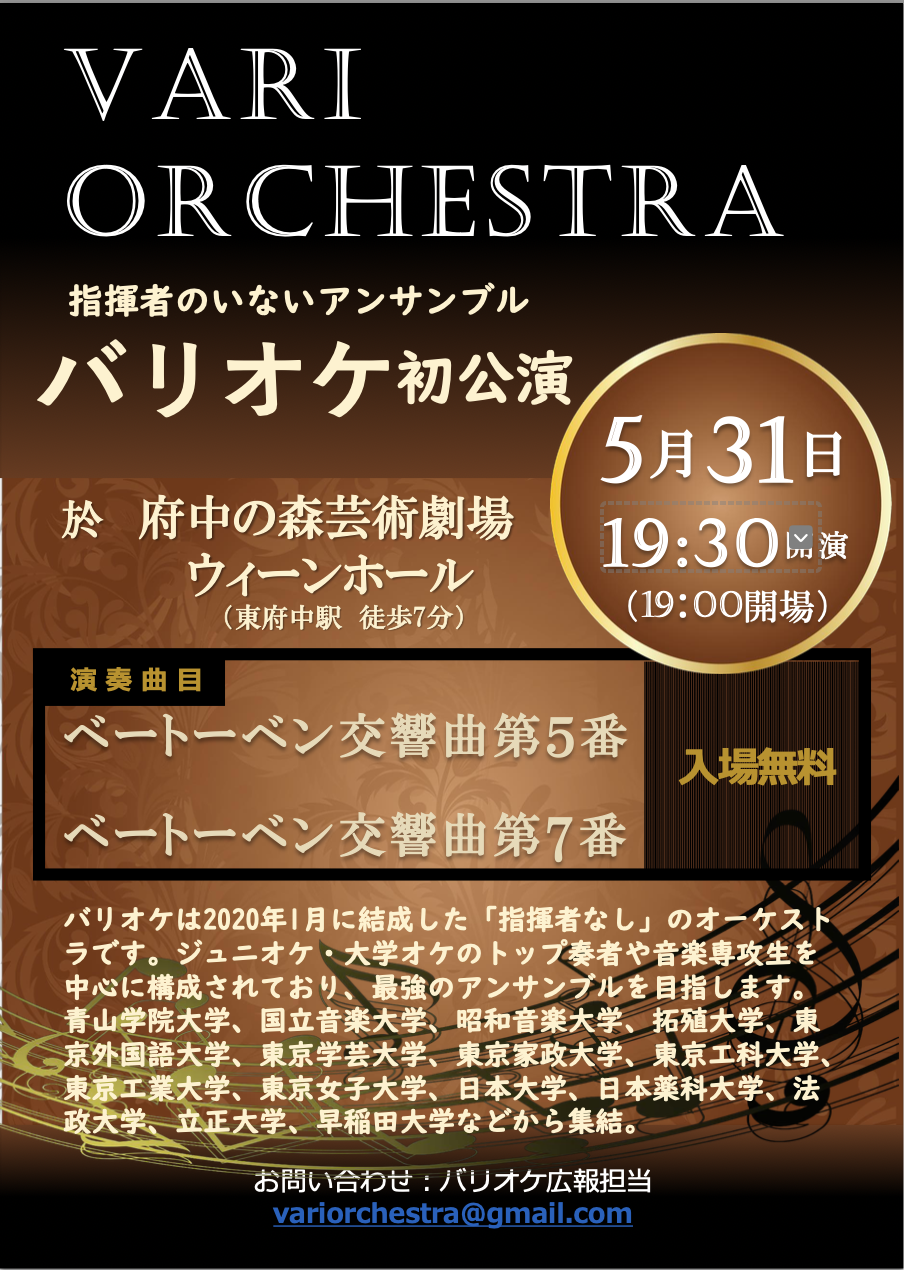 VARI
ORCHESTRA
指揮者のいないアンサンブル
バリオケ初公演
5月31日
19:30開演
（19：00開場）
於 府中の森芸術劇場
ウィーンホール
（東府中駅 徒歩7分）
演奏曲目
ベートーベン交響曲第5番
ベートーベン交響曲第7番
入場無料
バリオケは2020年1月に結成した「指揮者なし」のオーケスト
ラです。ジュニオケ・大学オケのトップ奏者や音楽専攻生を
中心に構成されており、最強のアンサンブルを目指します。
青山学院大学、国立音楽大学、昭和音楽大学、拓殖大学、東
京外国語大学、東京学芸大学、東京家政大学、東京工科大学、
東京工業大学、東京女子大学、日本大学、日本薬科大学、法
政大学、立正大学、早稲田大学などから集結。
お問い合わせ：バリオケ広報担当
variorchestra@gmail.com